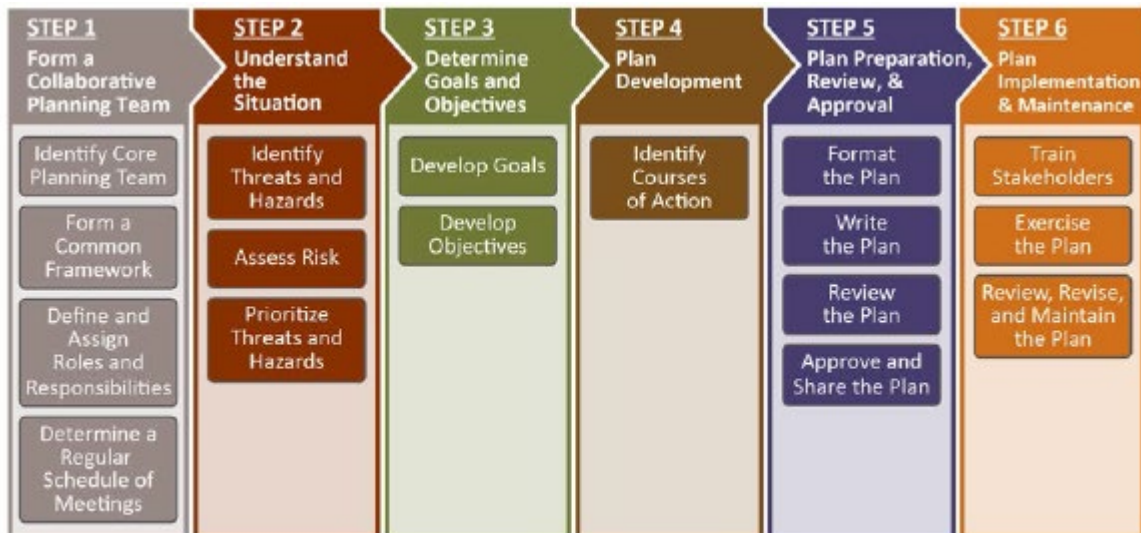 STEP 1
Form a
Collaborative
Planning Team
Identify Core
Planning Team
Form a
Common
Framework
Define and
Assign
Roles and
Responsibilities
Determine a
Regular
Schedule of
Meetings
STEP 2
Understand
the
Situation
Identify
Threats and
Hazards
Assess Risk
Prioritize
Threats and
Hazards
STEP 3
Determine
Goals and
Objectives
Develop Goals
Develop
Objectives
STEP 4
Plan
Development
Identify
Courses
of Action
STEP 5
Plan Preparation,
Review, &
Approval
Format
the Plan
Write
the Plan
Review
the Plan
Approve and
Share the Plan
STEP 6
Plan
Implementation
& Maintenance
Train
Stakeholders
Exercise
the Plan
Review, Revise,
and Maintain
the Plan